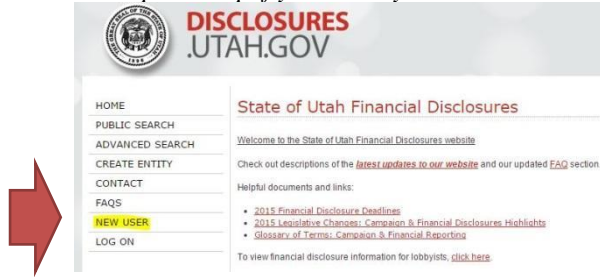 DISCLOSURES
.UTAH.GOV
HOME
PUBLIC SEARCH
ADVANCED SEARCH
CREATE ENTITY
CONTACT
FAQS
NEW USER
LOG ON
State of Utah Financial Disclosures
Welcome to the State of Utah Financial Disclosures website
Check out descriptions of the latest updates to our website and our updated FAQ section.
Helpful documents and links:
• 2015 Financial Disclosure Deadlines
• 2015 Legislative Changes: Campaign & Financial Disclosures Highlights
• Glossary of Terms: Campaign & Financial Reporting
To view financial disclosure information for lobbyists, click here.